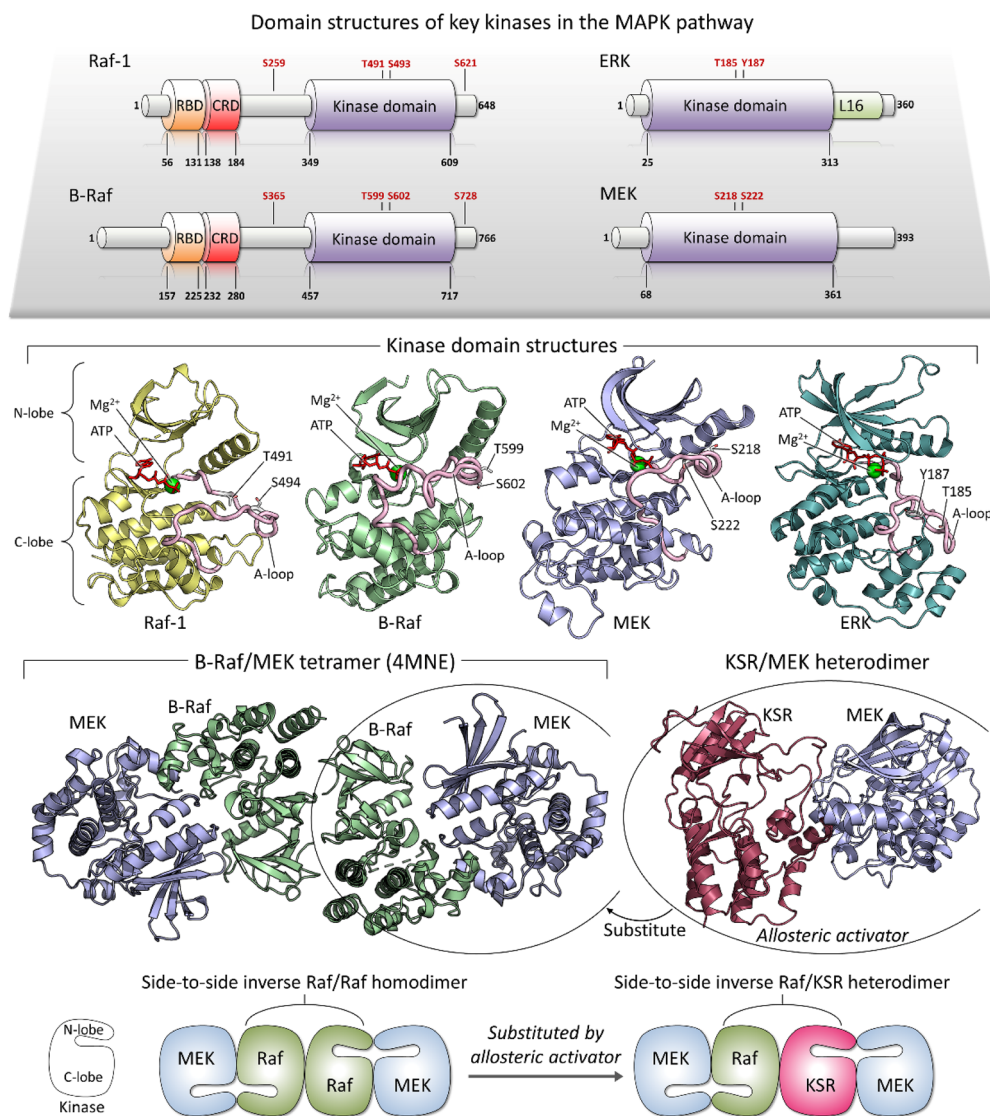 Domain structures of key kinases in the MAPK pathway
Raf-1
S259
T491 S493
S621
1
RBD
CRD
Kinase domain
648
56
131
138
184
349
609
ERK
T185 Y187
1
Kinase domain
L16
360
25
313
B-Raf
S365
T599 S602
S728
1
RBD
CRD
Kinase domain
766
157
225
232
280
457
717
MEK
S218 S222
1
Kinase domain
393
68
361
Kinase domain structures
N-lobe
C-lobe
Mg2+
ATP
T491
S494
A-loop
Raf-1
Mg2+
ATP
T599
S602
A-loop
B-Raf
ATP
Mg2+
S218
A-loop
S222
MEK
ATP
Mg2+
Y187
T185
A-loop
ERK
B-Raf/MEK tetramer (4MNE)
MEK
B-Raf
B-Raf
MEK
KSR/MEK heterodimer
KSR
MEK
Substitute
Allosteric activator
Side-to-side inverse Raf/Raf homodimer
Side-to-side inverse Raf/KSR heterodimer
N-lobe
C-lobe
Kinase
MEK
Raf
Raf
MEK
Substituted by
allosteric activator
MEK
Raf
KSR
MEK